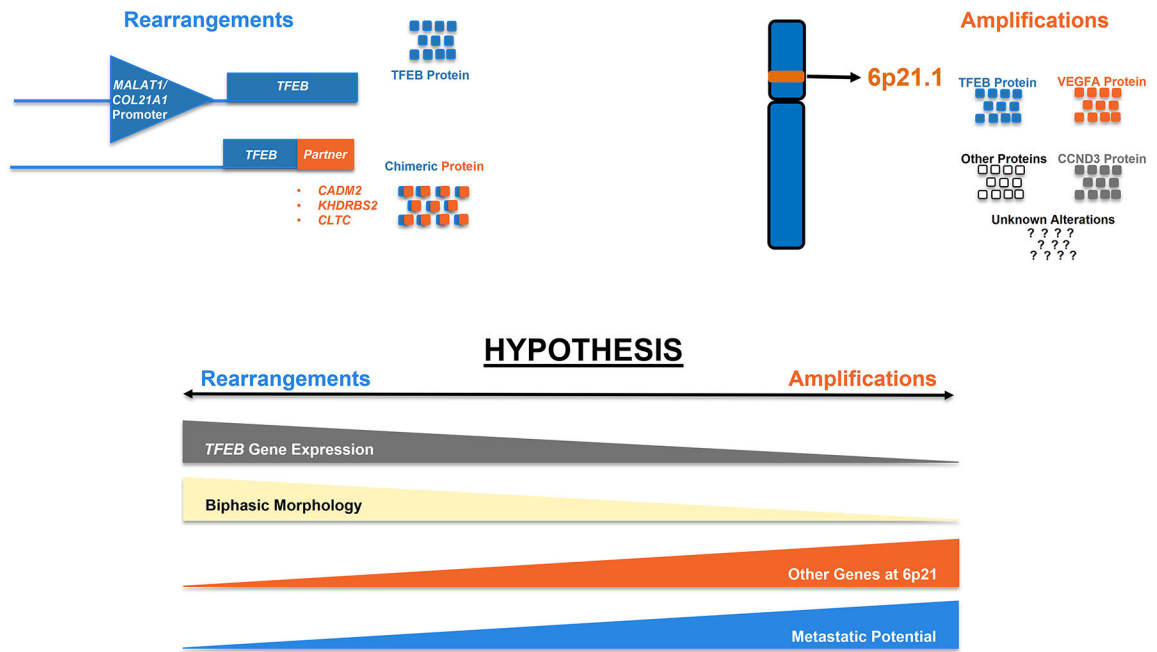 Rearrangements
MALAT1/
COL21A1
Promoter
TFEB
TFEB Protein
TFEB
Partner
• CADM2
• KHDRBS2
• CLTC
Chimeric Protein
Amplifications
6p21.1
TFEB Protein
VEGFA Protein
Other Proteins
CCND3 Protein
Unknown Alterations
? ? ? ?
? ? ?
? ? ? ?
HYPOTHESIS
Rearrangements
Amplifications
TFEB Gene Expression
Biphasic Morphology
Other Genes at 6p21
Metastatic Potential